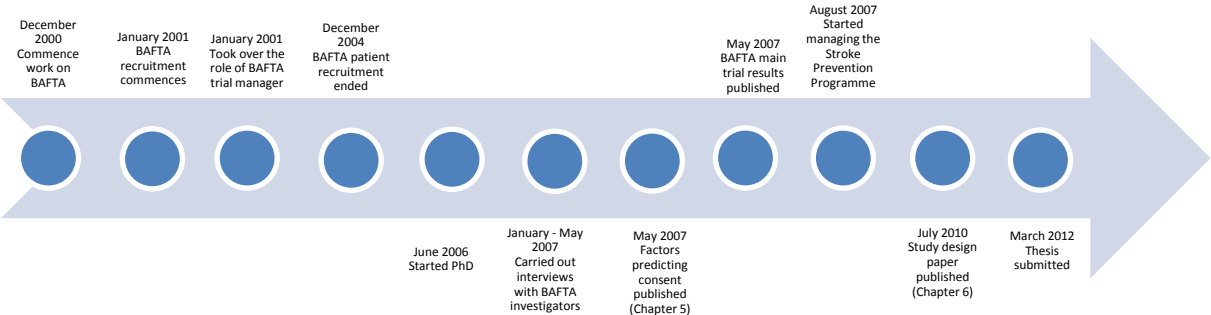 December
2000
Commence
work on
BAFTA
January 2001
BAFTA
recruitment
commences
January 2001
Took over the
role of BAFTA
trial manager
December
2004
BAFTA patient
recruitment
ended
June 2006
Started PhD
January - May
2007
Carried out
interviews
with BAFTA
investigators
May 2007
Factors
predicting
consent
published
(Chapter 5)
May 2007
BAFTA main
trial results
published
August 2007
Started
managing the
Stroke
Prevention
Programme
July 2010
Study design
paper
published
(Chapter 6)
March 2012
Thesis
submitted